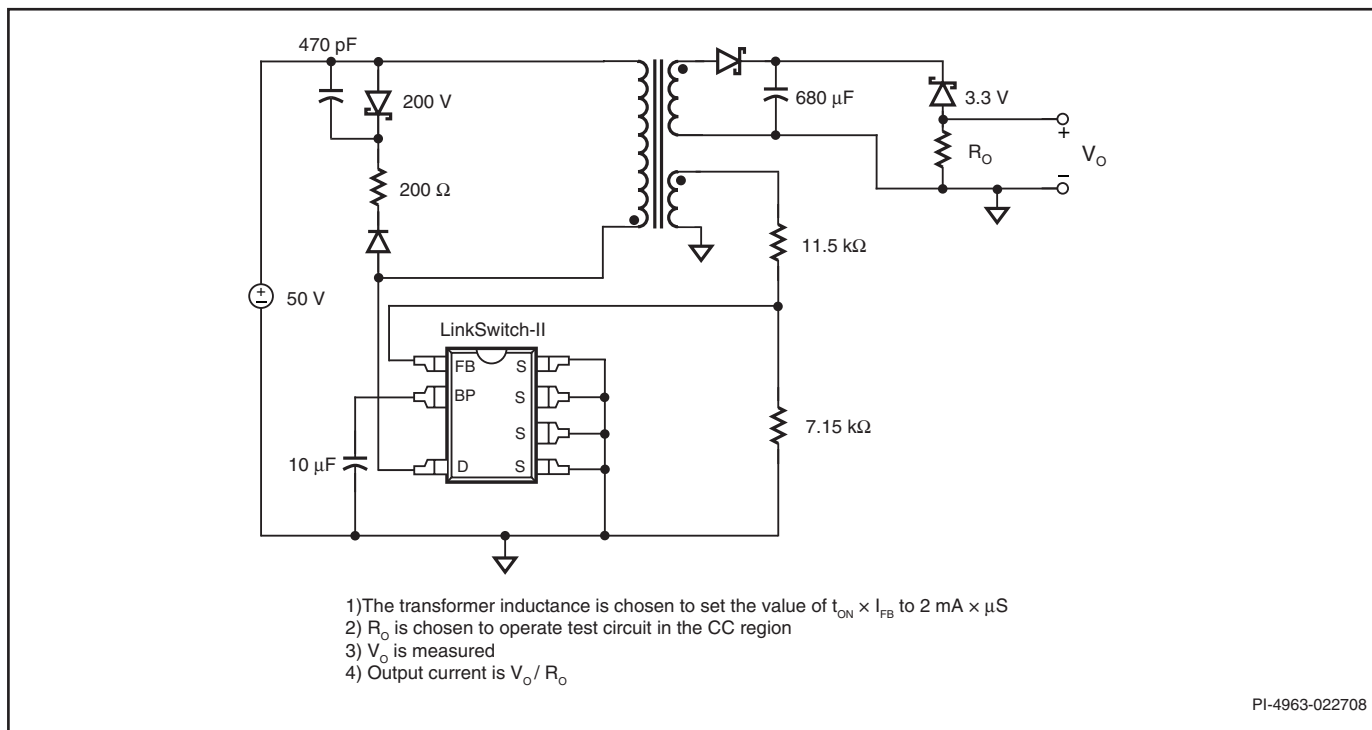 470 pF
200 V
680 µF
3.3 V
+
V_O
R_O
−
200 Ω
11.5 kΩ
+
−
50 V
LinkSwitch-II
FB
S
BP
S
S
D
S
10 µF
7.15 kΩ
1)The transformer inductance is chosen to set the value of t_ON × I_FB to 2 mA × µS
2) R_O is chosen to operate test circuit in the CC region
3) V_O is measured
4) Output current is V_O / R_O
PI-4963-022708